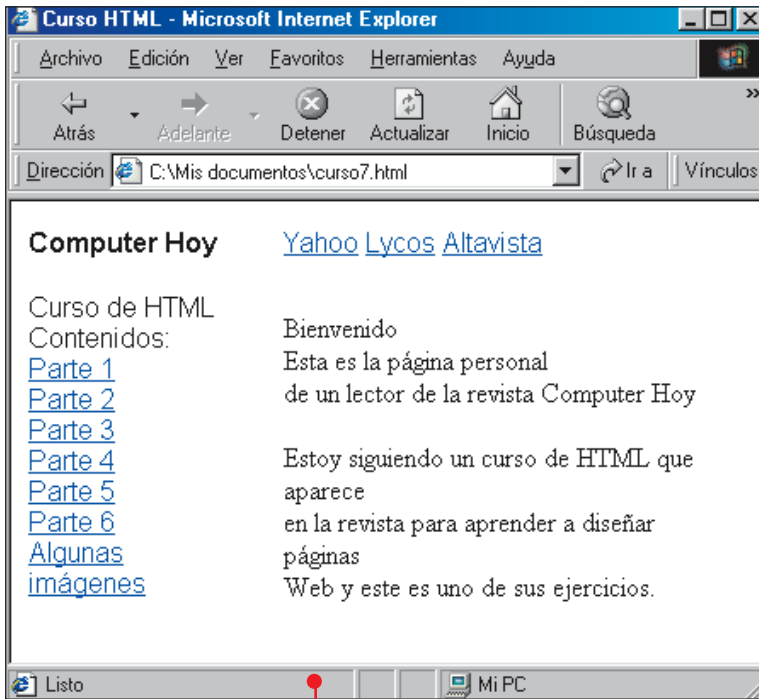 Curso HTML - Microsoft Internet Explorer
Archivo Edición Ver Favoritos Herramientas Ayuda
Atrás Adelante Detener Actualizar Inicio Búsqueda »
Dirección C:\Mis documentos\curso7.html Ir a Vínculos
Computer Hoy
Curso de HTML
Contenidos:
Parte 1
Parte 2
Parte 3
Parte 4
Parte 5
Parte 6
Algunas
imágenes
Yahoo Lycos Altavista
Bienvenido
Esta es la página personal
de un lector de la revista Computer Hoy
Estoy siguiendo un curso de HTML que
aparece
en la revista para aprender a diseñar
páginas
Web y este es uno de sus ejercicios.
Listo Mi PC